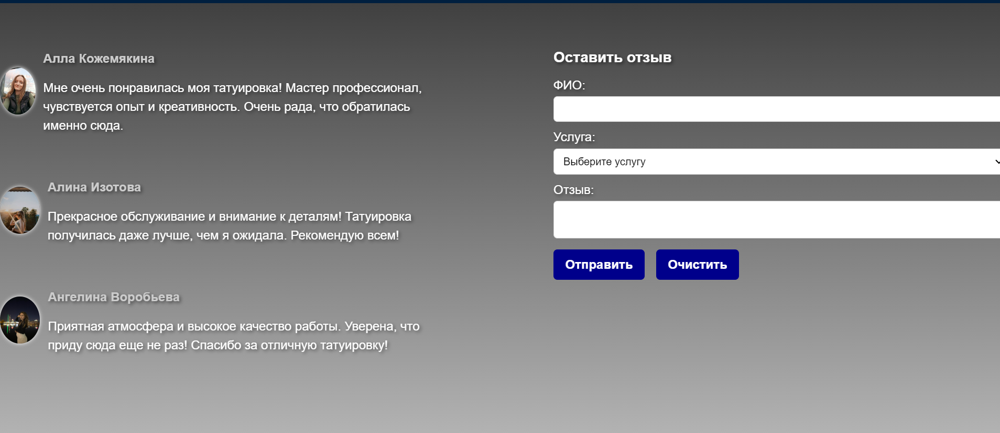 Алла Кожемякина
Мне очень понравилась моя татуировка! Мастер профессионал,
чувствуется опыт и креативность. Очень рада, что обратилась
именно сюда.
Алина Изотова
Прекрасное обслуживание и внимание к деталям! Татуировка
получилась даже лучше, чем я ожидала. Рекомендую всем!
Ангелина Воробьева
Приятная атмосфера и высокое качество работы. Уверена, что
приду сюда еще не раз! Спасибо за отличную татуировку!
Оставить отзыв
ФИО:
Услуга:
Выберите услугу
Отзыв:
Отправить
Очистить